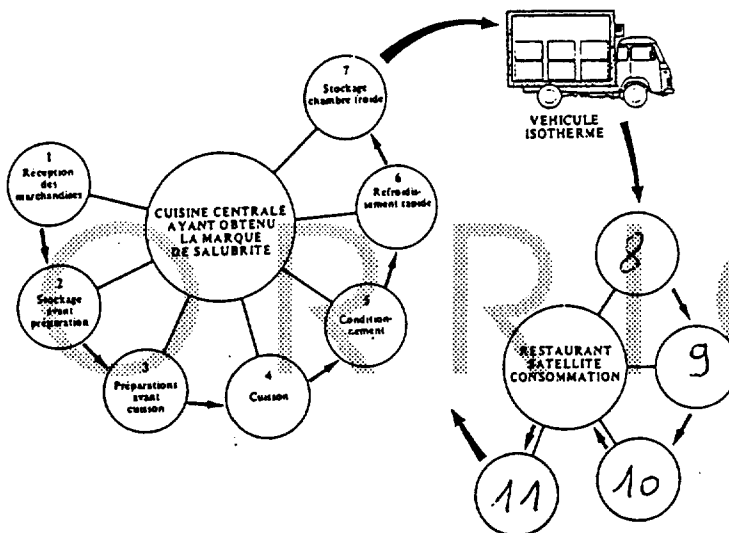 1
Réception
des
marchandises
2
Stockage
avant
préparation
3
Préparations
avant
cuisson
4
Cuisson
5
Condition-
nement
6
Refroidis-
sement rapide
7
Stockage
chambre froide
CUISINE CENTRALE
AYANT OBTENU
LA MARQUE
DE SALUBRITE
VEHICULE
ISOTHERME
8
9
10
11
RESTAURANT
SATELLITE
CONSOMMATION